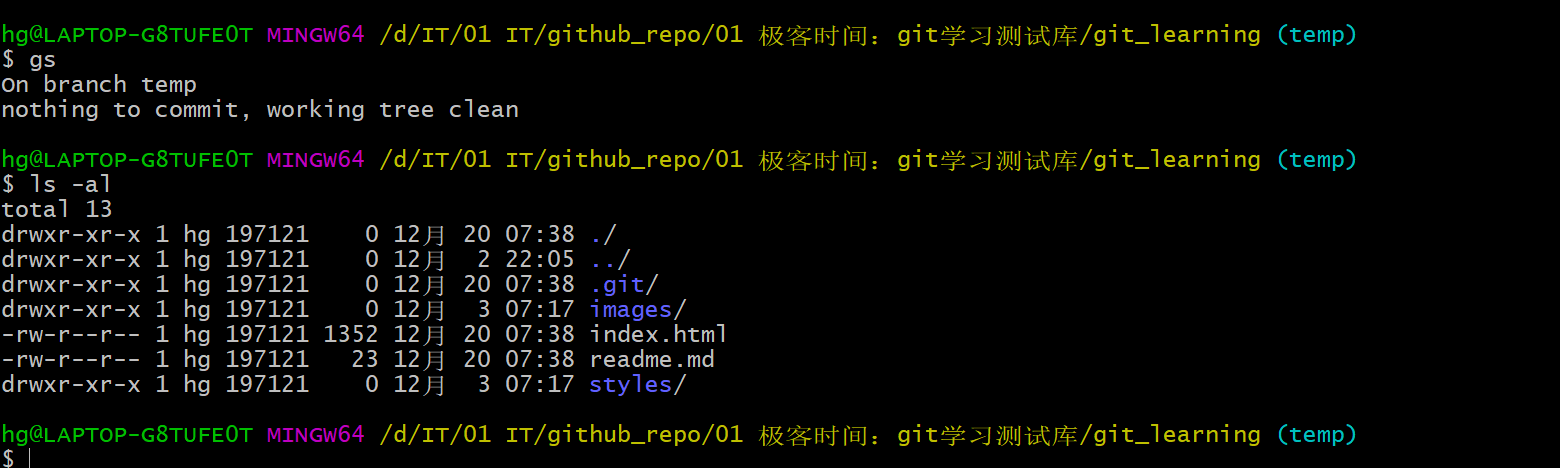 hg@LAPTOP-G8TUFE0T MINGW64 /d/IT/01 IT/github_repo/01 极客时间：git学习测试库/git_learning (temp)
$ gs
On branch temp
nothing to commit, working tree clean
hg@LAPTOP-G8TUFE0T MINGW64 /d/IT/01 IT/github_repo/01 极客时间：git学习测试库/git_learning (temp)
$ ls -al
total 13
drwxr-xr-x 1 hg 197121    0 12月 20 07:38 ./
drwxr-xr-x 1 hg 197121    0 12月  2 22:05 ../
drwxr-xr-x 1 hg 197121    0 12月 20 07:38 .git/
drwxr-xr-x 1 hg 197121    0 12月  3 07:17 images/
-rw-r--r-- 1 hg 197121 1352 12月 20 07:38 index.html
-rw-r--r-- 1 hg 197121   23 12月 20 07:38 readme.md
drwxr-xr-x 1 hg 197121    0 12月  3 07:17 styles/
hg@LAPTOP-G8TUFE0T MINGW64 /d/IT/01 IT/github_repo/01 极客时间：git学习测试库/git_learning (temp)
$